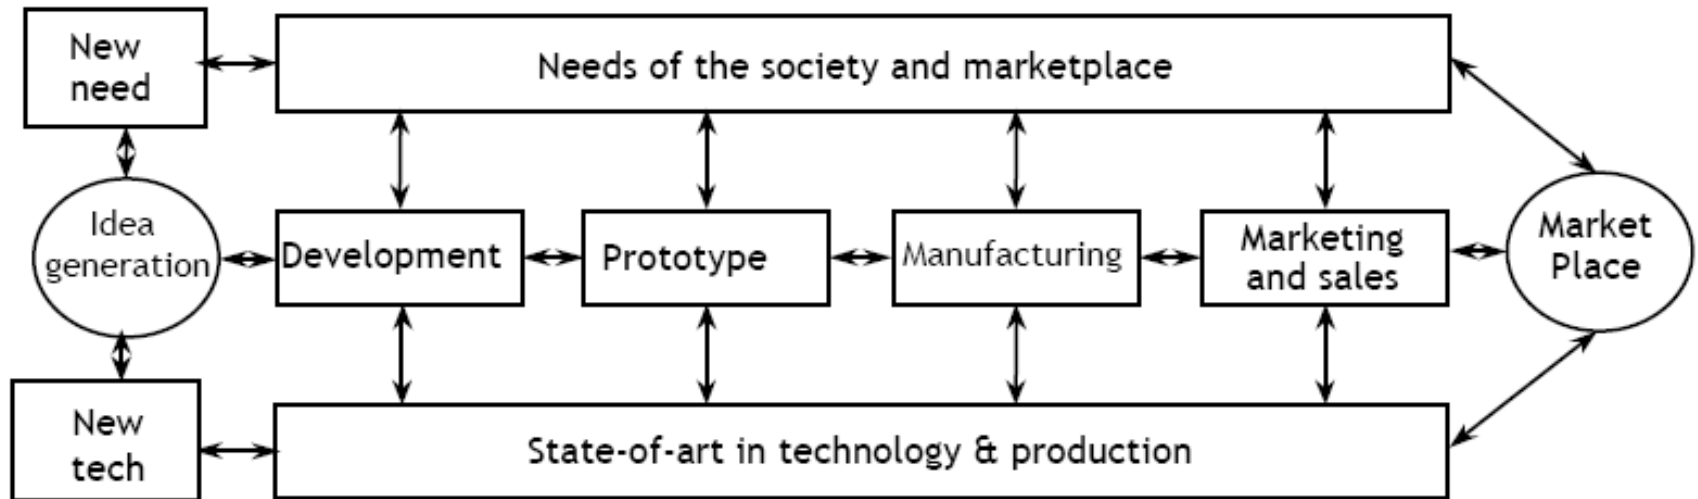 New
need
Needs of the society and marketplace
Idea
generation
Development
Prototype
Manufacturing
Marketing
and sales
Market
Place
New
tech
State-of-art in technology & production